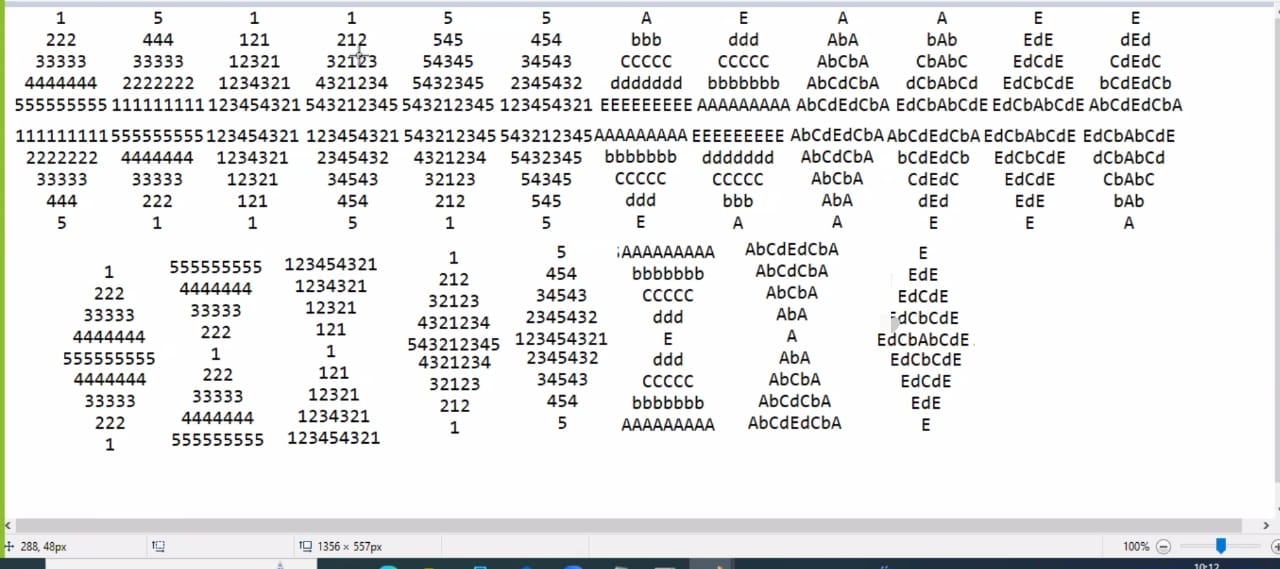 1 5 1 1 5 5 A E A A E E
222 444 121 212 545 454 bbb ddd AbA bAb EdE dEd
33333 33333 12321 32123 54345 34543 CCCCC CCCCC AbCbA CbAbC EdCdE CdEdC
4444444 2222222 1234321 4321234 5432345 2345432 ddddddd bbbbbbb AbCdCbA dCbAbCd EdCbCdE bCdEdCb
555555555 111111111 123454321 543212345 543212345 123454321 EEEEEEEEE AAAAAAAAA AbCdEdCbA EdCbAbCdE EdCbAbCdE AbCdEdCbA
111111111 555555555 123454321 123454321 543212345 543212345 AAAAAAAAA EEEEEEEEE AbCdEdCbA AbCdEdCbA EdCbAbCdE EdCbAbCdE
2222222 4444444 1234321 2345432 4321234 5432345 bbbbbbb ddddddd AbCdCbA bCdEdCb EdCbCdE dCbAbCd
33333 33333 12321 34543 32123 54345 CCCCC CCCCC AbCbA CdEdC EdCdE CbAbC
444 222 121 454 212 545 ddd bbb AbA dEd EdE bAb
5 1 1 5 1 5 E A A E E A
1 555555555 123454321 1 5 AAAAAAAAA AbCdEdCbA E
222 4444444 1234321 212 454 bbbbbbb AbCdCbA EdE
33333 33333 12321 32123 34543 CCCCC AbCbA EdCdE
4444444 222 121 4321234 2345432 ddd AbA EdCbCdE
555555555 1 1 543212345 123454321 E A EdCbAbCdE
4444444 222 121 4321234 2345432 ddd AbA EdCbCdE
33333 33333 12321 32123 34543 CCCCC AbCbA EdCdE
222 4444444 1234321 212 454 bbbbbbb AbCdCbA EdE
1 555555555 123454321 1 5 AAAAAAAAA AbCdEdCbA E
288, 48px 1356 × 557px 100%
10:12